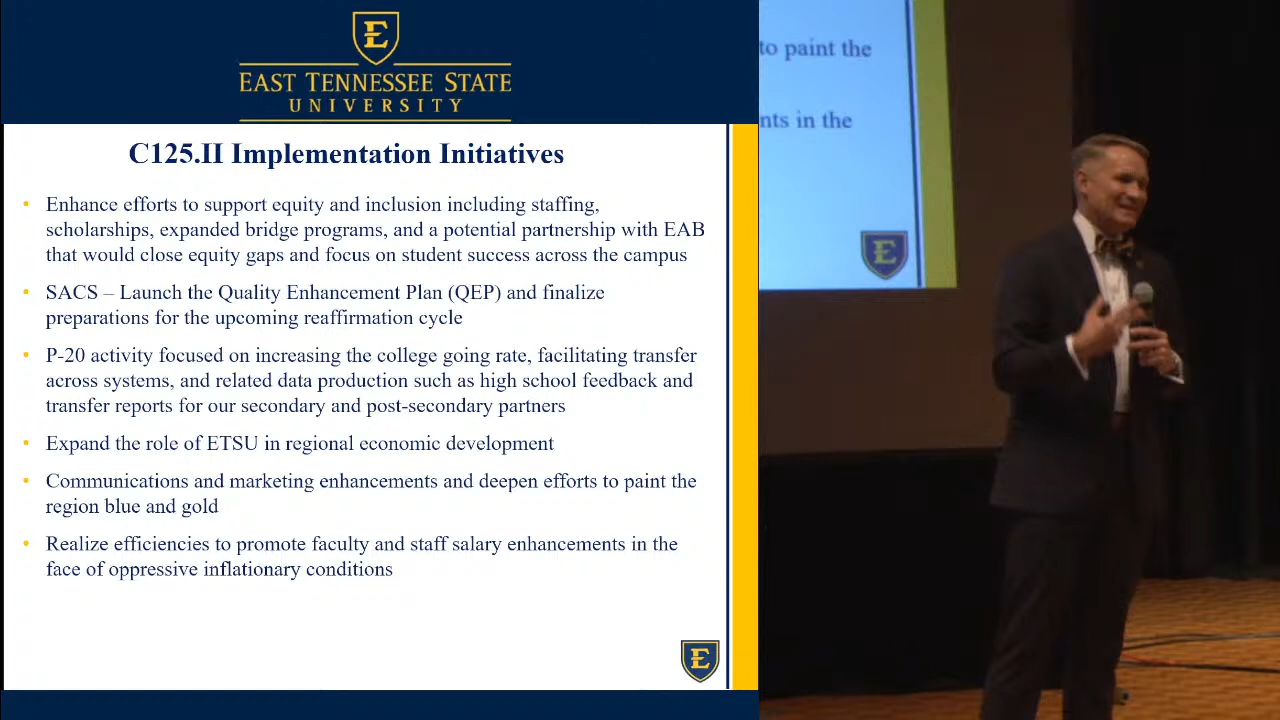 E
EAST TENNESSEE STATE
UNIVERSITY
C125.II Implementation Initiatives
• Enhance efforts to support equity and inclusion including staffing,
scholarships, expanded bridge programs, and a potential partnership with EAB
that would close equity gaps and focus on student success across the campus
• SACS – Launch the Quality Enhancement Plan (QEP) and finalize
preparations for the upcoming reaffirmation cycle
• P-20 activity focused on increasing the college going rate, facilitating transfer
across systems, and related data production such as high school feedback and
transfer reports for our secondary and post-secondary partners
• Expand the role of ETSU in regional economic development
• Communications and marketing enhancements and deepen efforts to paint the
region blue and gold
• Realize efficiencies to promote faculty and staff salary enhancements in the
face of oppressive inflationary conditions
E
to paint the
nts in the
E